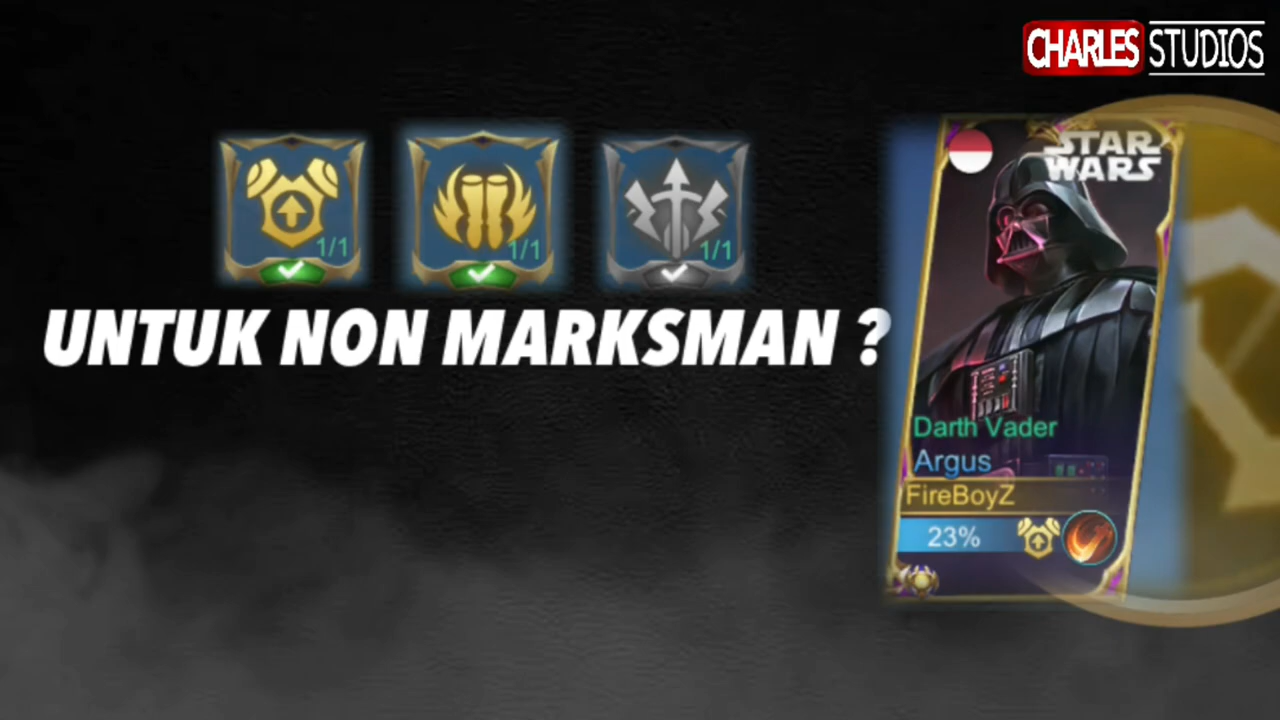 CHARLES STUDIOS
1/1
1/1
1/1
UNTUK NON MARKSMAN ?
STAR
WARS
Darth Vader
Argus
FireBoyZ
23%